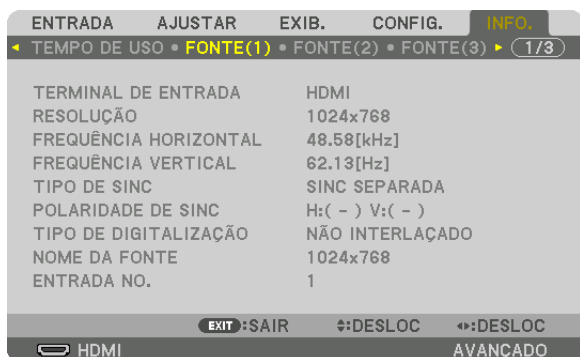 ENTRADA AJUSTAR EXIB. CONFIG. INFO.
◄ TEMPO DE USO • FONTE(1) • FONTE(2) • FONTE(3) ► 1/3
TERMINAL DE ENTRADA HDMI
RESOLUÇÃO 1024x768
FREQUÊNCIA HORIZONTAL 48.58[kHz]
FREQUÊNCIA VERTICAL 62.13[Hz]
TIPO DE SINC SINC SEPARADA
POLARIDADE DE SINC H:( – ) V:( – )
TIPO DE DIGITALIZAÇÃO NÃO INTERLAÇADO
NOME DA FONTE 1024x768
ENTRADA NO. 1
EXIT :SAIR ♦:DESLOC ◂▸:DESLOC
HDMI AVANÇADO